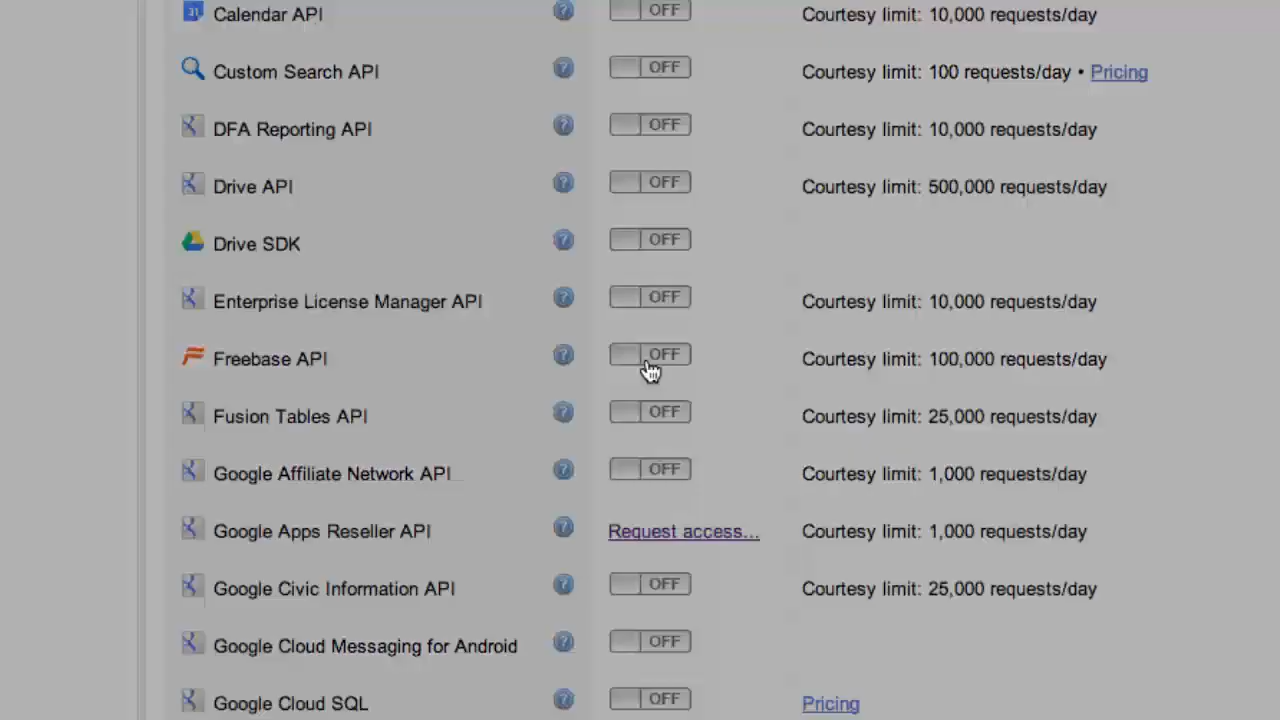 31 Calendar API ? OFF Courtesy limit: 10,000 requests/day
Custom Search API ? OFF Courtesy limit: 100 requests/day • Pricing
DFA Reporting API ? OFF Courtesy limit: 10,000 requests/day
Drive API ? OFF Courtesy limit: 500,000 requests/day
Drive SDK ? OFF
Enterprise License Manager API ? OFF Courtesy limit: 10,000 requests/day
Freebase API ? OFF Courtesy limit: 100,000 requests/day
Fusion Tables API ? OFF Courtesy limit: 25,000 requests/day
Google Affiliate Network API ? OFF Courtesy limit: 1,000 requests/day
Google Apps Reseller API ? Request access... Courtesy limit: 1,000 requests/day
Google Civic Information API ? OFF Courtesy limit: 25,000 requests/day
Google Cloud Messaging for Android ? OFF
Google Cloud SQL ? OFF Pricing